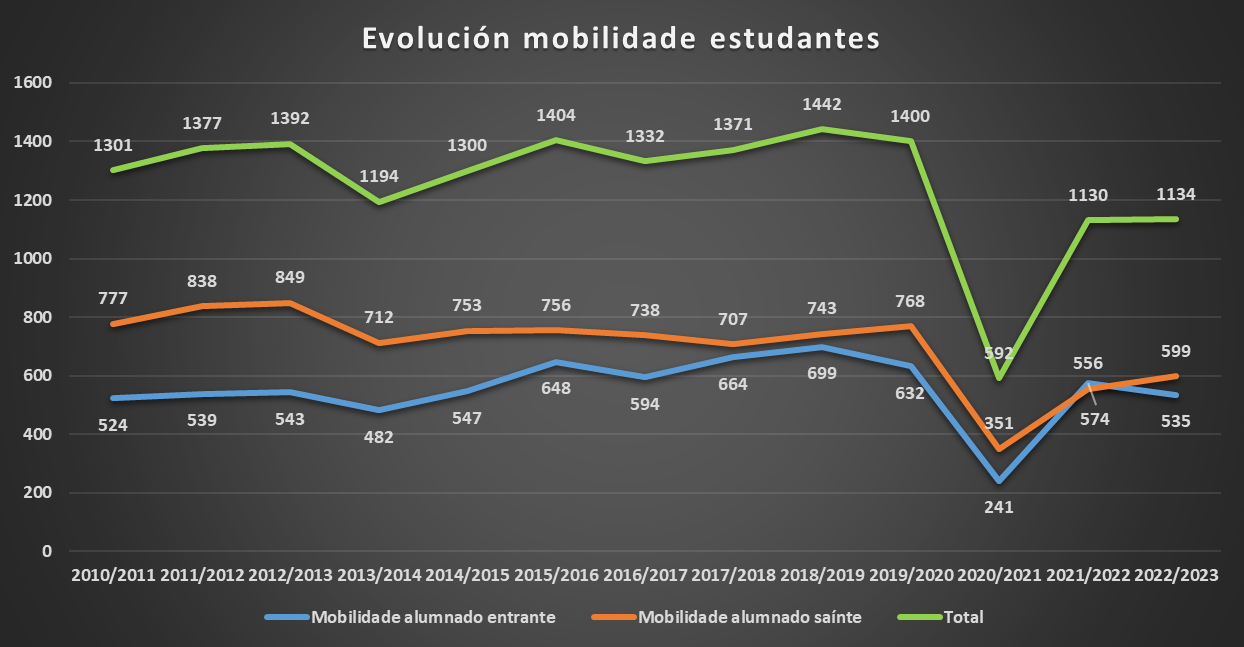 Evolución mobilidade estudantes
1600
1400
1200
1000
800
600
400
200
0
1301 1377 1392 1194 1300 1404 1332 1371 1442 1400 592 1130 1134
777 838 849 712 753 756 738 707 743 768 351 556 599
524 539 543 482 547 648 594 664 699 632 241 574 535
2010/2011 2011/2012 2012/2013 2013/2014 2014/2015 2015/2016 2016/2017 2017/2018 2018/2019 2019/2020 2020/2021 2021/2022 2022/2023
Mobilidade alumnado entrante Mobilidade alumnado saínte Total